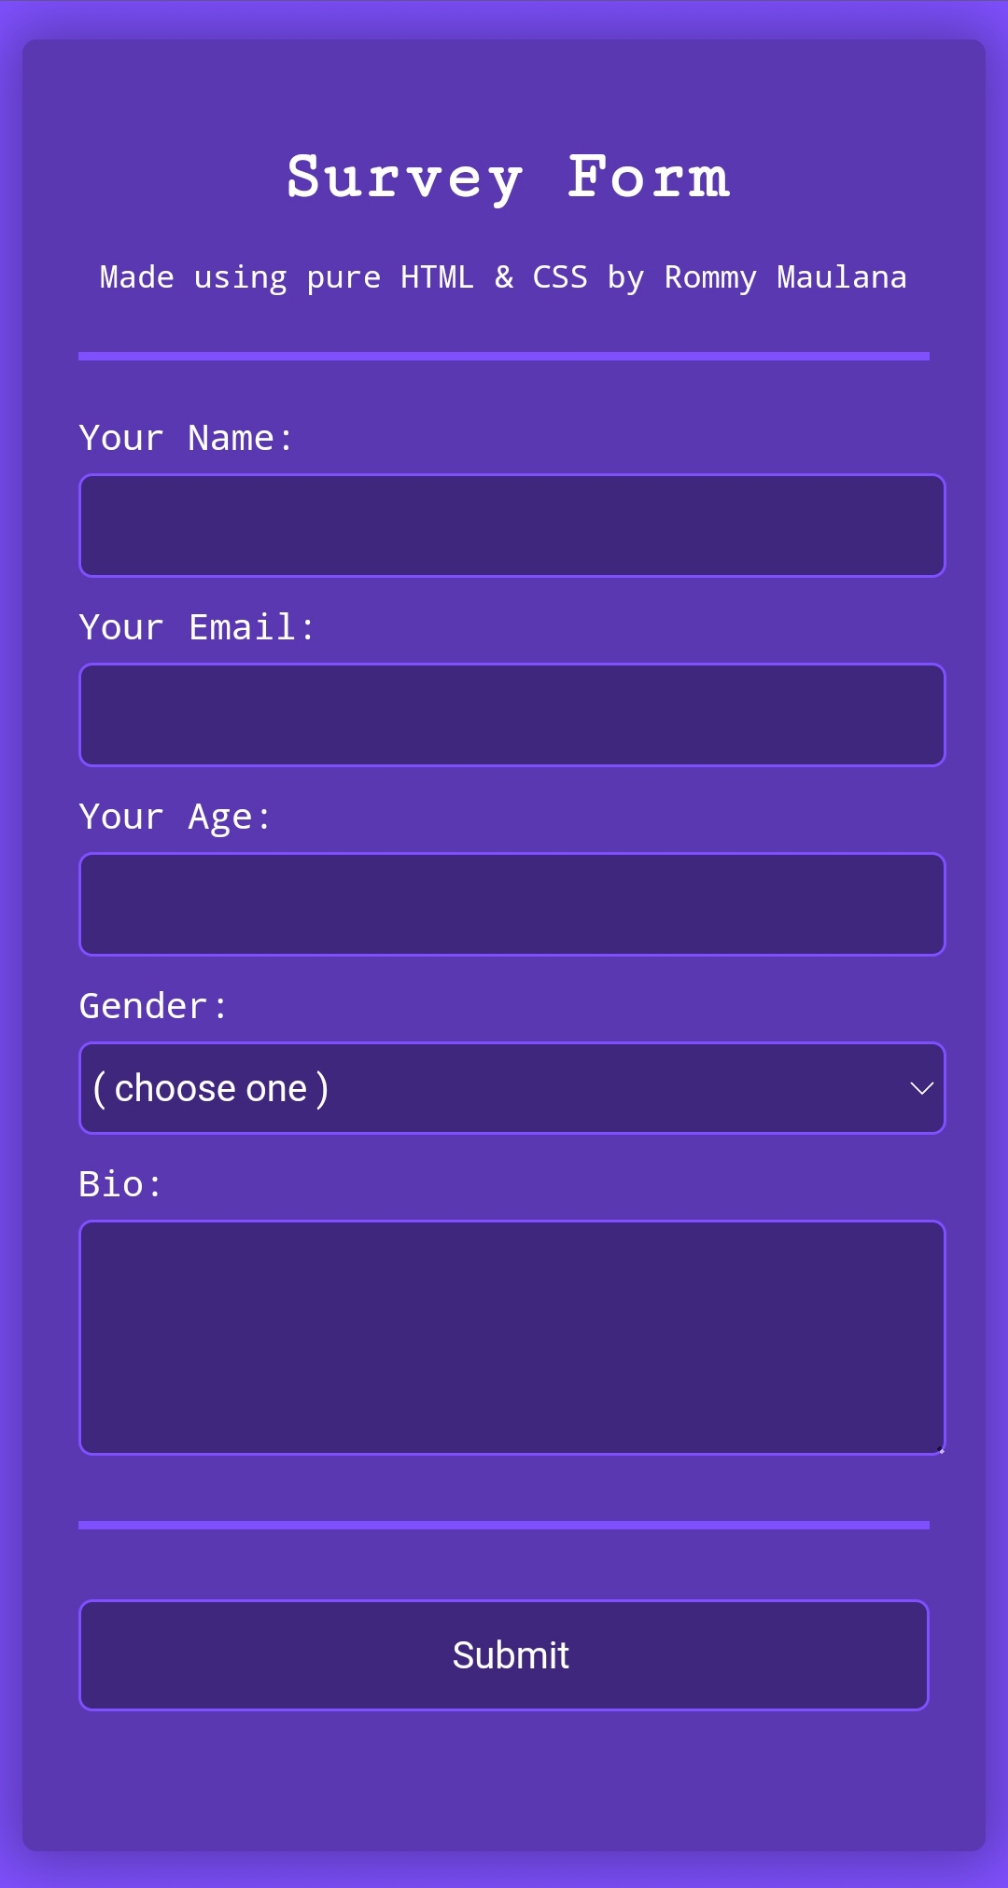 Survey Form
Made using pure HTML & CSS by Rommy Maulana
Your Name:
Your Email:
Your Age:
Gender:
( choose one )
Bio:
Submit